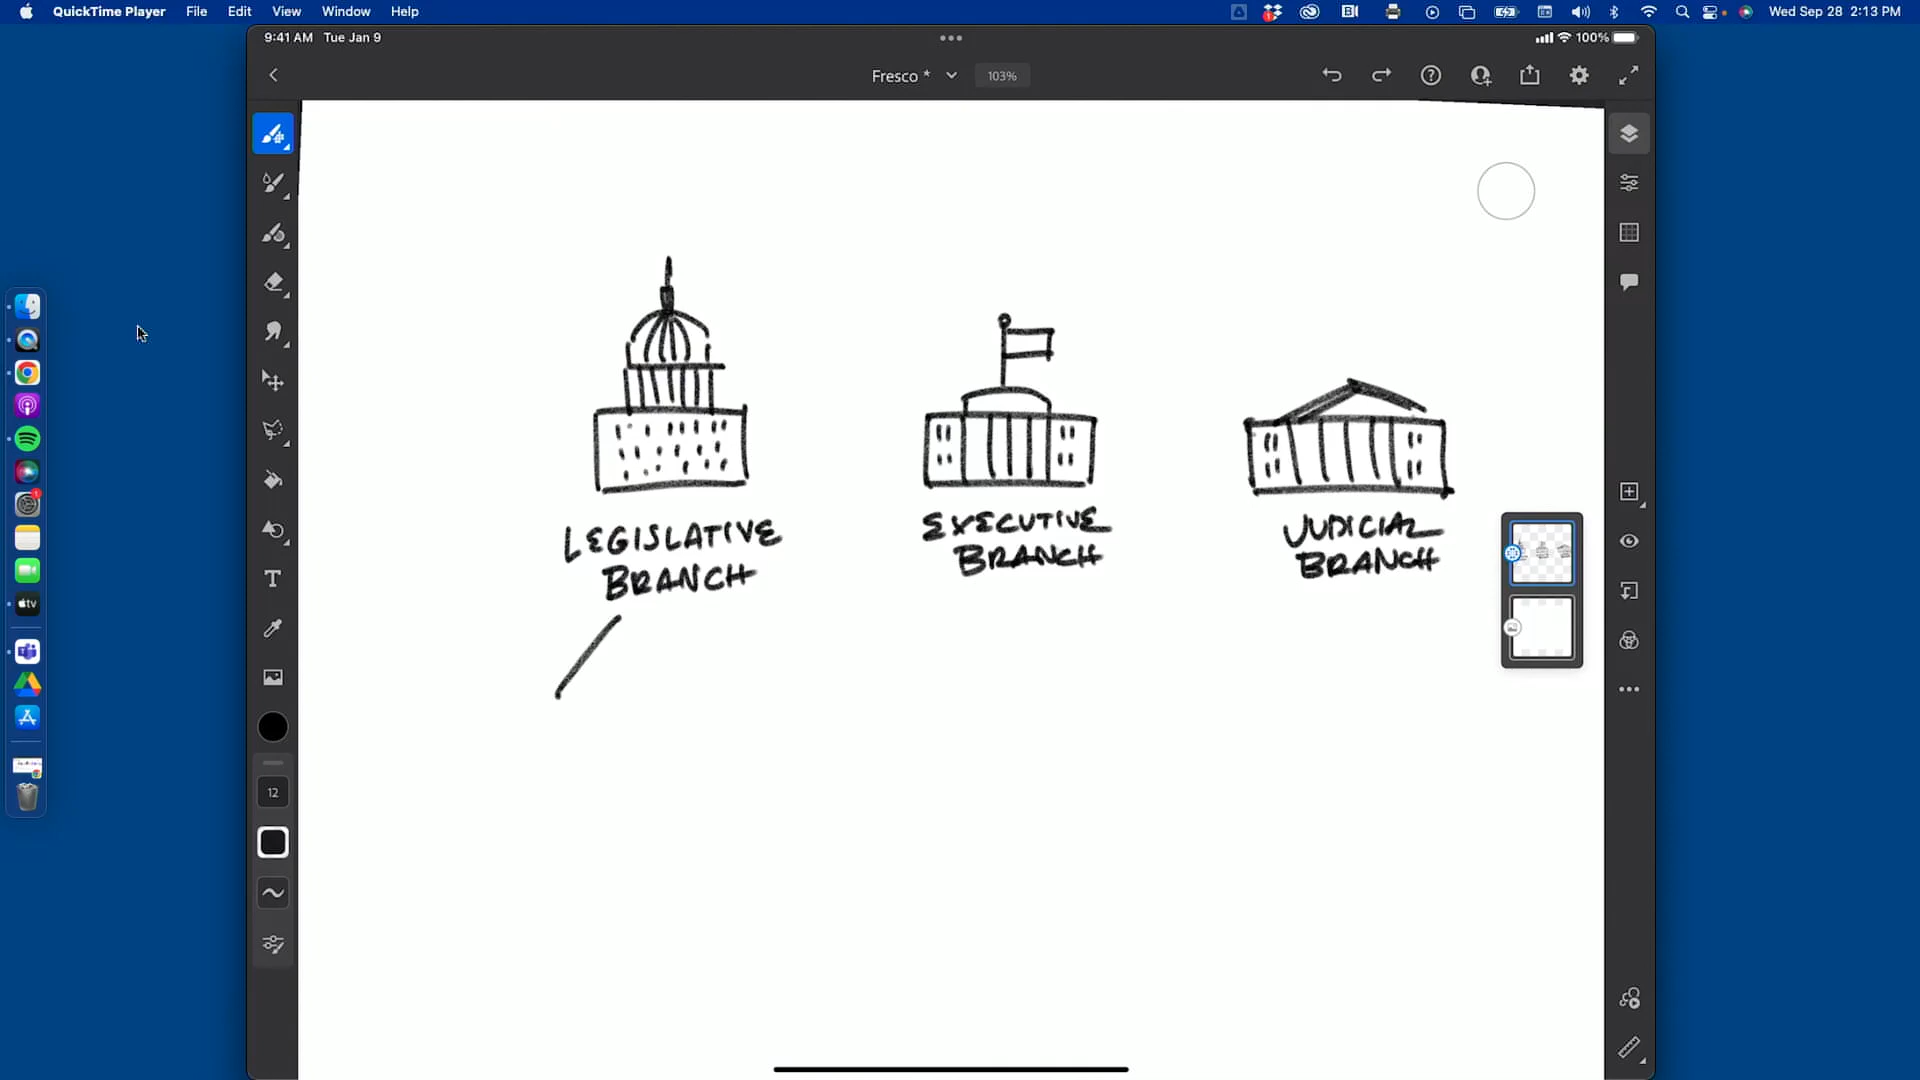 QuickTime Player File Edit View Window Help
Wed Sep 28 2:13 PM
9:41 AM Tue Jan 9
100%
Fresco * 103%
LEGISLATIVE
BRANCH
EXECUTIVE
BRANCH
JUDICIAL
BRANCH
12
tv